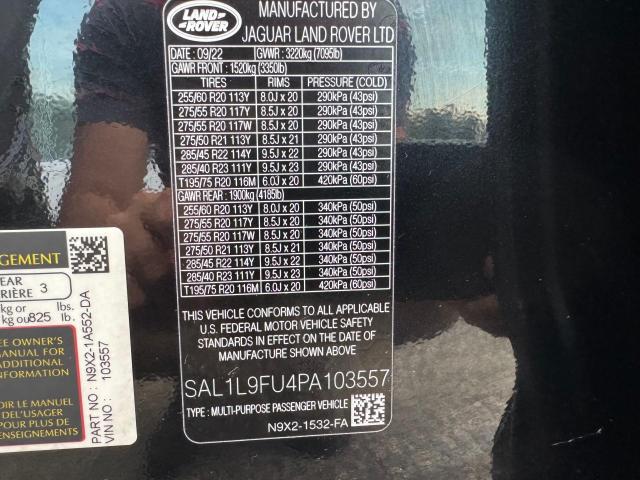 LAND-
ROVER
MANUFACTURED BY
JAGUAR LAND ROVER LTD
DATE : 09/22 GVWR : 3220kg (7095lb)
GAWR FRONT : 1520kg (3350lb)
TIRES RIMS PRESSURE (COLD)
255/60 R20 113Y 8.0J x 20 290kPa (43psi)
275/55 R20 117Y 8.5J x 20 290kPa (43psi)
275/55 R20 117W 8.5J x 20 290kPa (43psi)
275/50 R21 113Y 8.5J x 21 290kPa (43psi)
285/45 R22 114Y 9.5J x 22 290kPa (43psi)
285/40 R23 111Y 9.5J x 23 290kPa (43psi)
T195/75 R20 116M 6.0J x 20 420kPa (60psi)
GAWR REAR : 1900kg (4185lb)
255/60 R20 113Y 8.0J x 20 340kPa (50psi)
275/55 R20 117Y 8.5J x 20 340kPa (50psi)
275/55 R20 117W 8.5J x 20 340kPa (50psi)
275/50 R21 113Y 8.5J x 21 340kPa (50psi)
285/45 R22 114Y 9.5J x 22 340kPa (50psi)
285/40 R23 111Y 9.5J x 23 340kPa (50psi)
T195/75 R20 116M 6.0J x 20 420kPa (60psi)
THIS VEHICLE CONFORMS TO ALL APPLICABLE
U.S. FEDERAL MOTOR VEHICLE SAFETY
STANDARDS IN EFFECT ON THE DATE OF
MANUFACTURE SHOWN ABOVE.
SAL1L9FU4PA103557
TYPE : MULTI-PURPOSE PASSENGER VEHICLE
N9X2-1532-FA
GEMENT
EAR
RIÈRE 3
kg or lbs.
kg ou 825 lb.
EE OWNER'S
MANUAL FOR
ADDITIONAL
NFORMATION
OIR LE MANUEL
DE L'USAGER
POUR PLUS DE
ENSEIGNEMENTS
PART NO : N9X2-1A552-DA
VIN NO : 103557